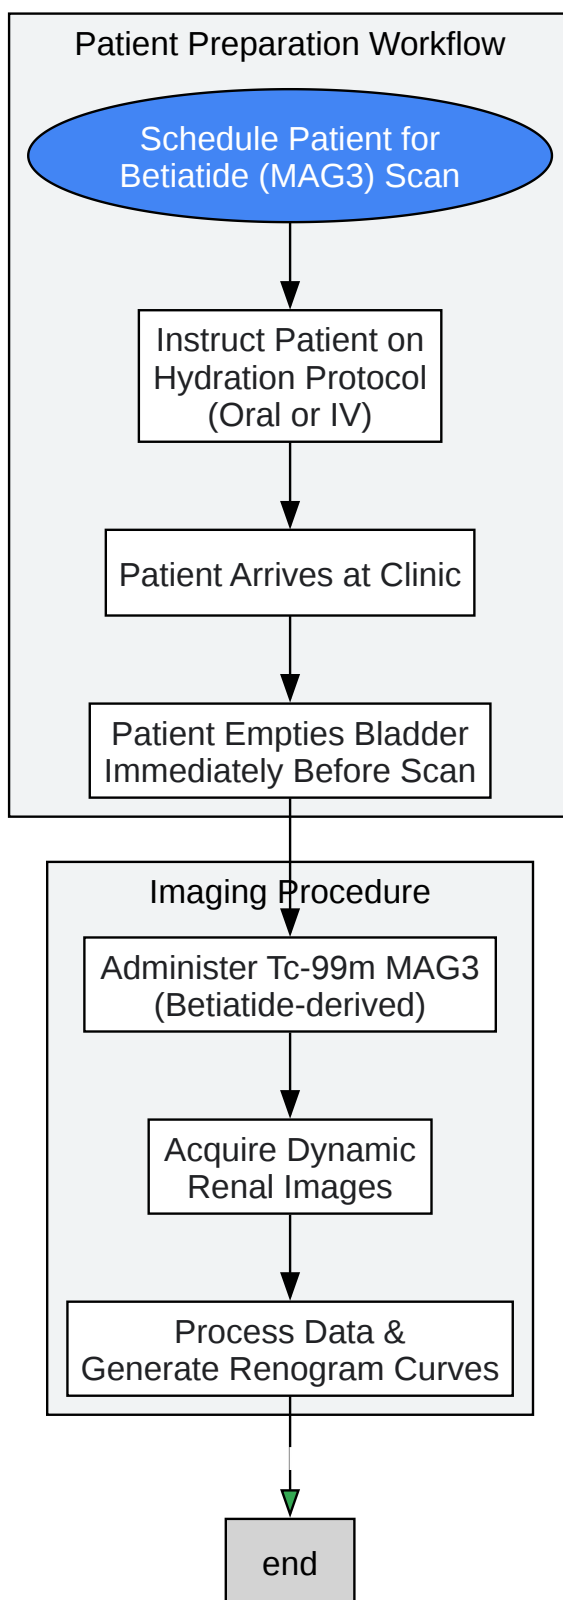 Patient Preparation Workflow
Schedule Patient for
Betiatide (MAG3) Scan
Instruct Patient on
Hydration Protocol
(Oral or IV)
Patient Arrives at Clinic
Patient Empties Bladder
Immediately Before Scan
Imaging Procedure
Administer Tc-99m MAG3
(Betiatide-derived)
Acquire Dynamic
Renal Images
Process Data &
Generate Renogram Curves
end